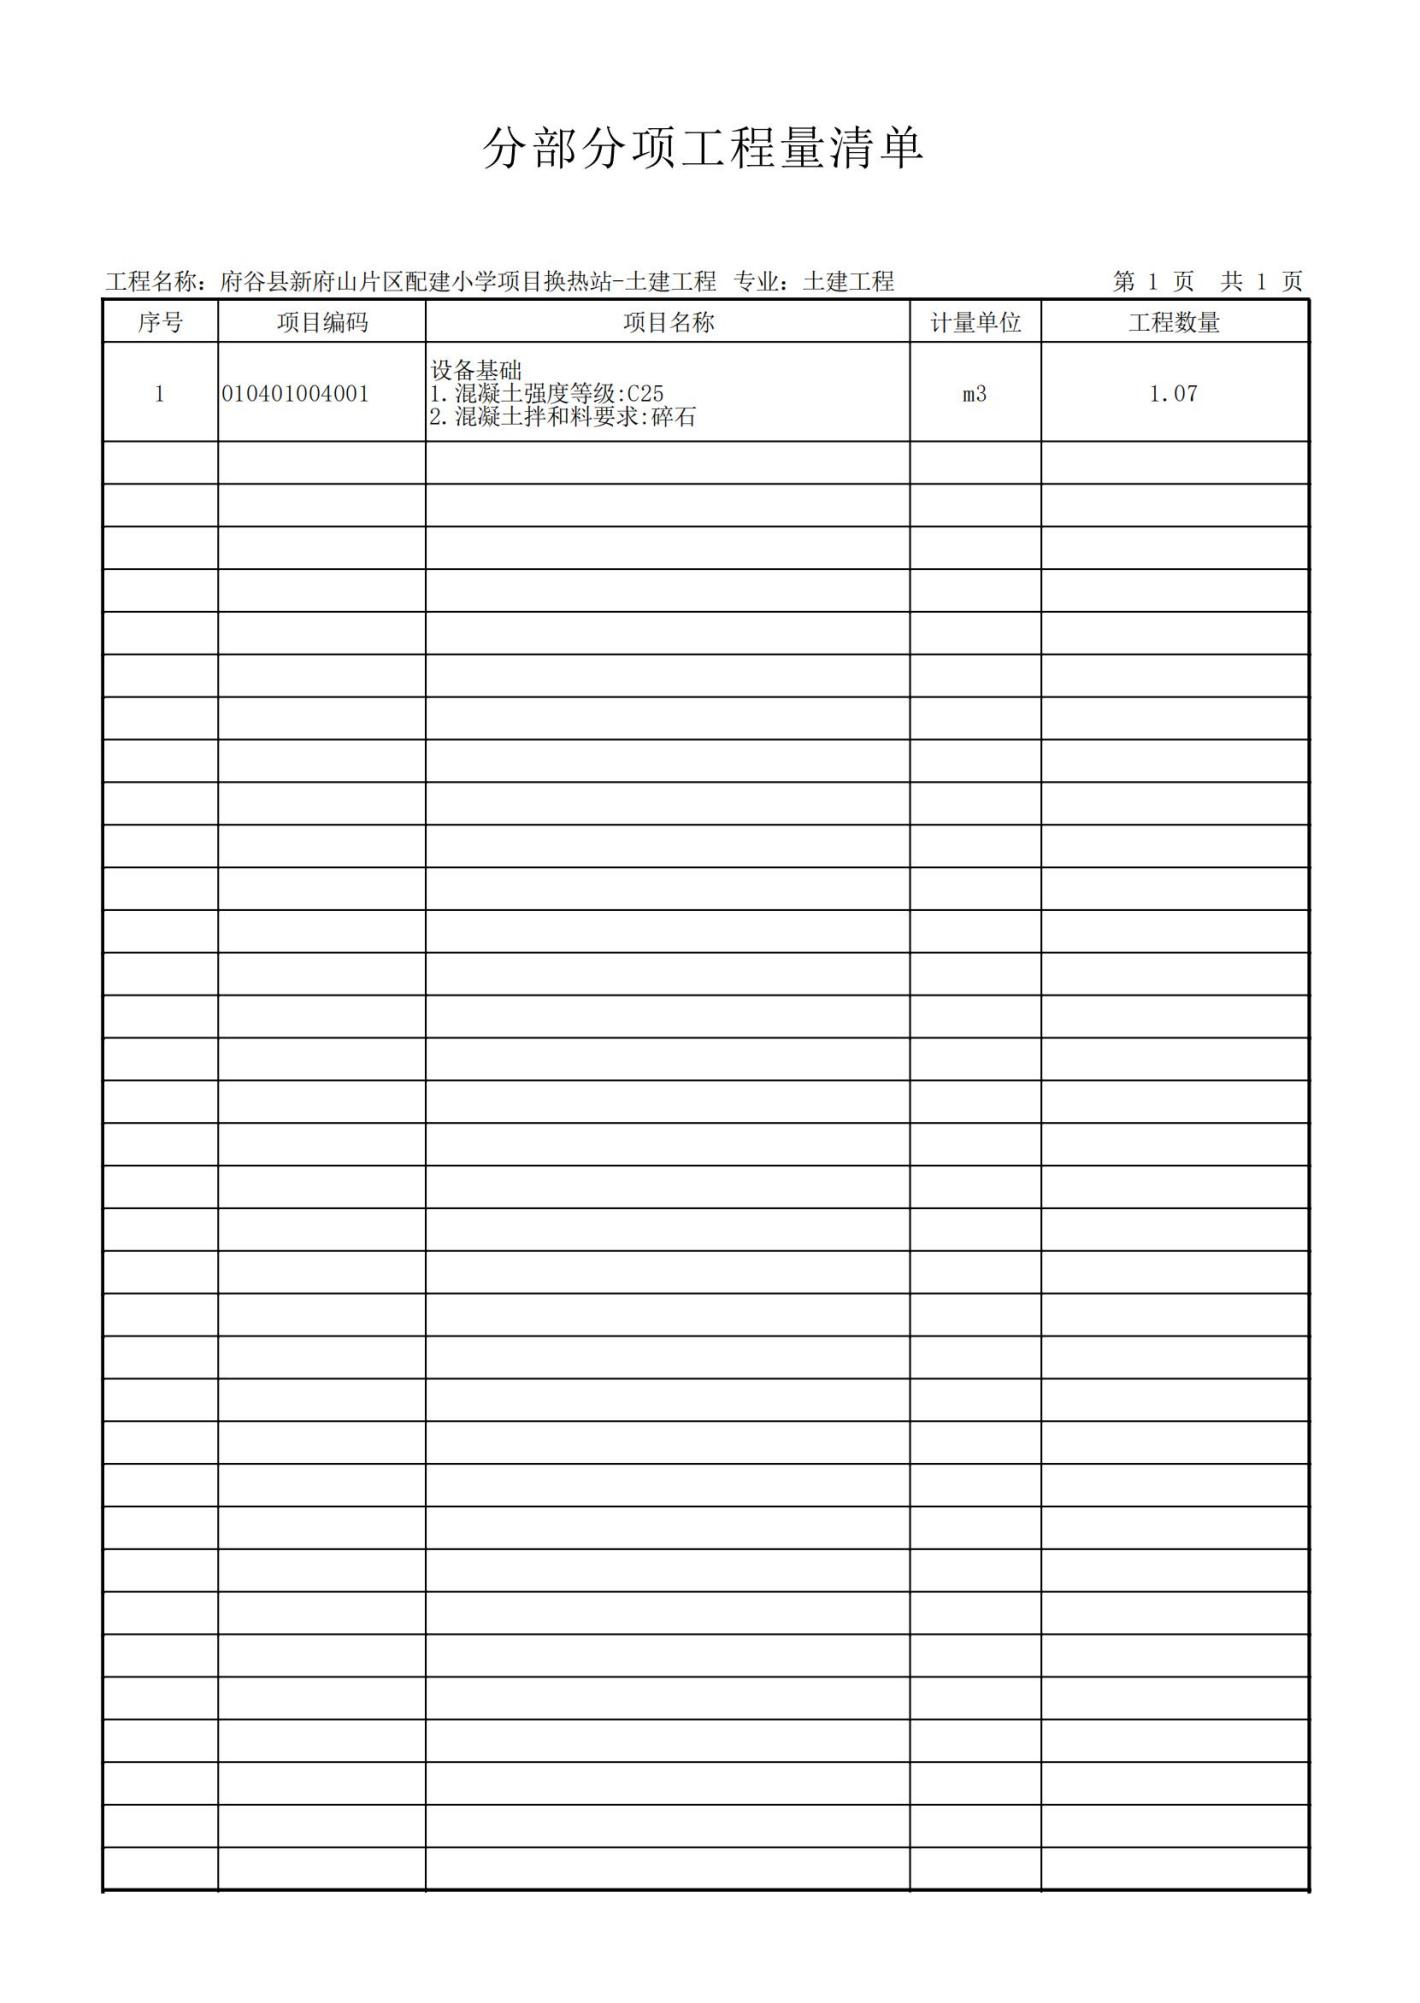 分部分项工程量清单
工程名称：府谷县新府山片区配建小学项目换热站-土建工程 专业：土建工程 第 1 页 共 1 页
序号 项目编码 项目名称 计量单位 工程数量
设备基础
1 010401004001 1.混凝土强度等级:C25 m3 1.07
2.混凝土拌和料要求:碎石